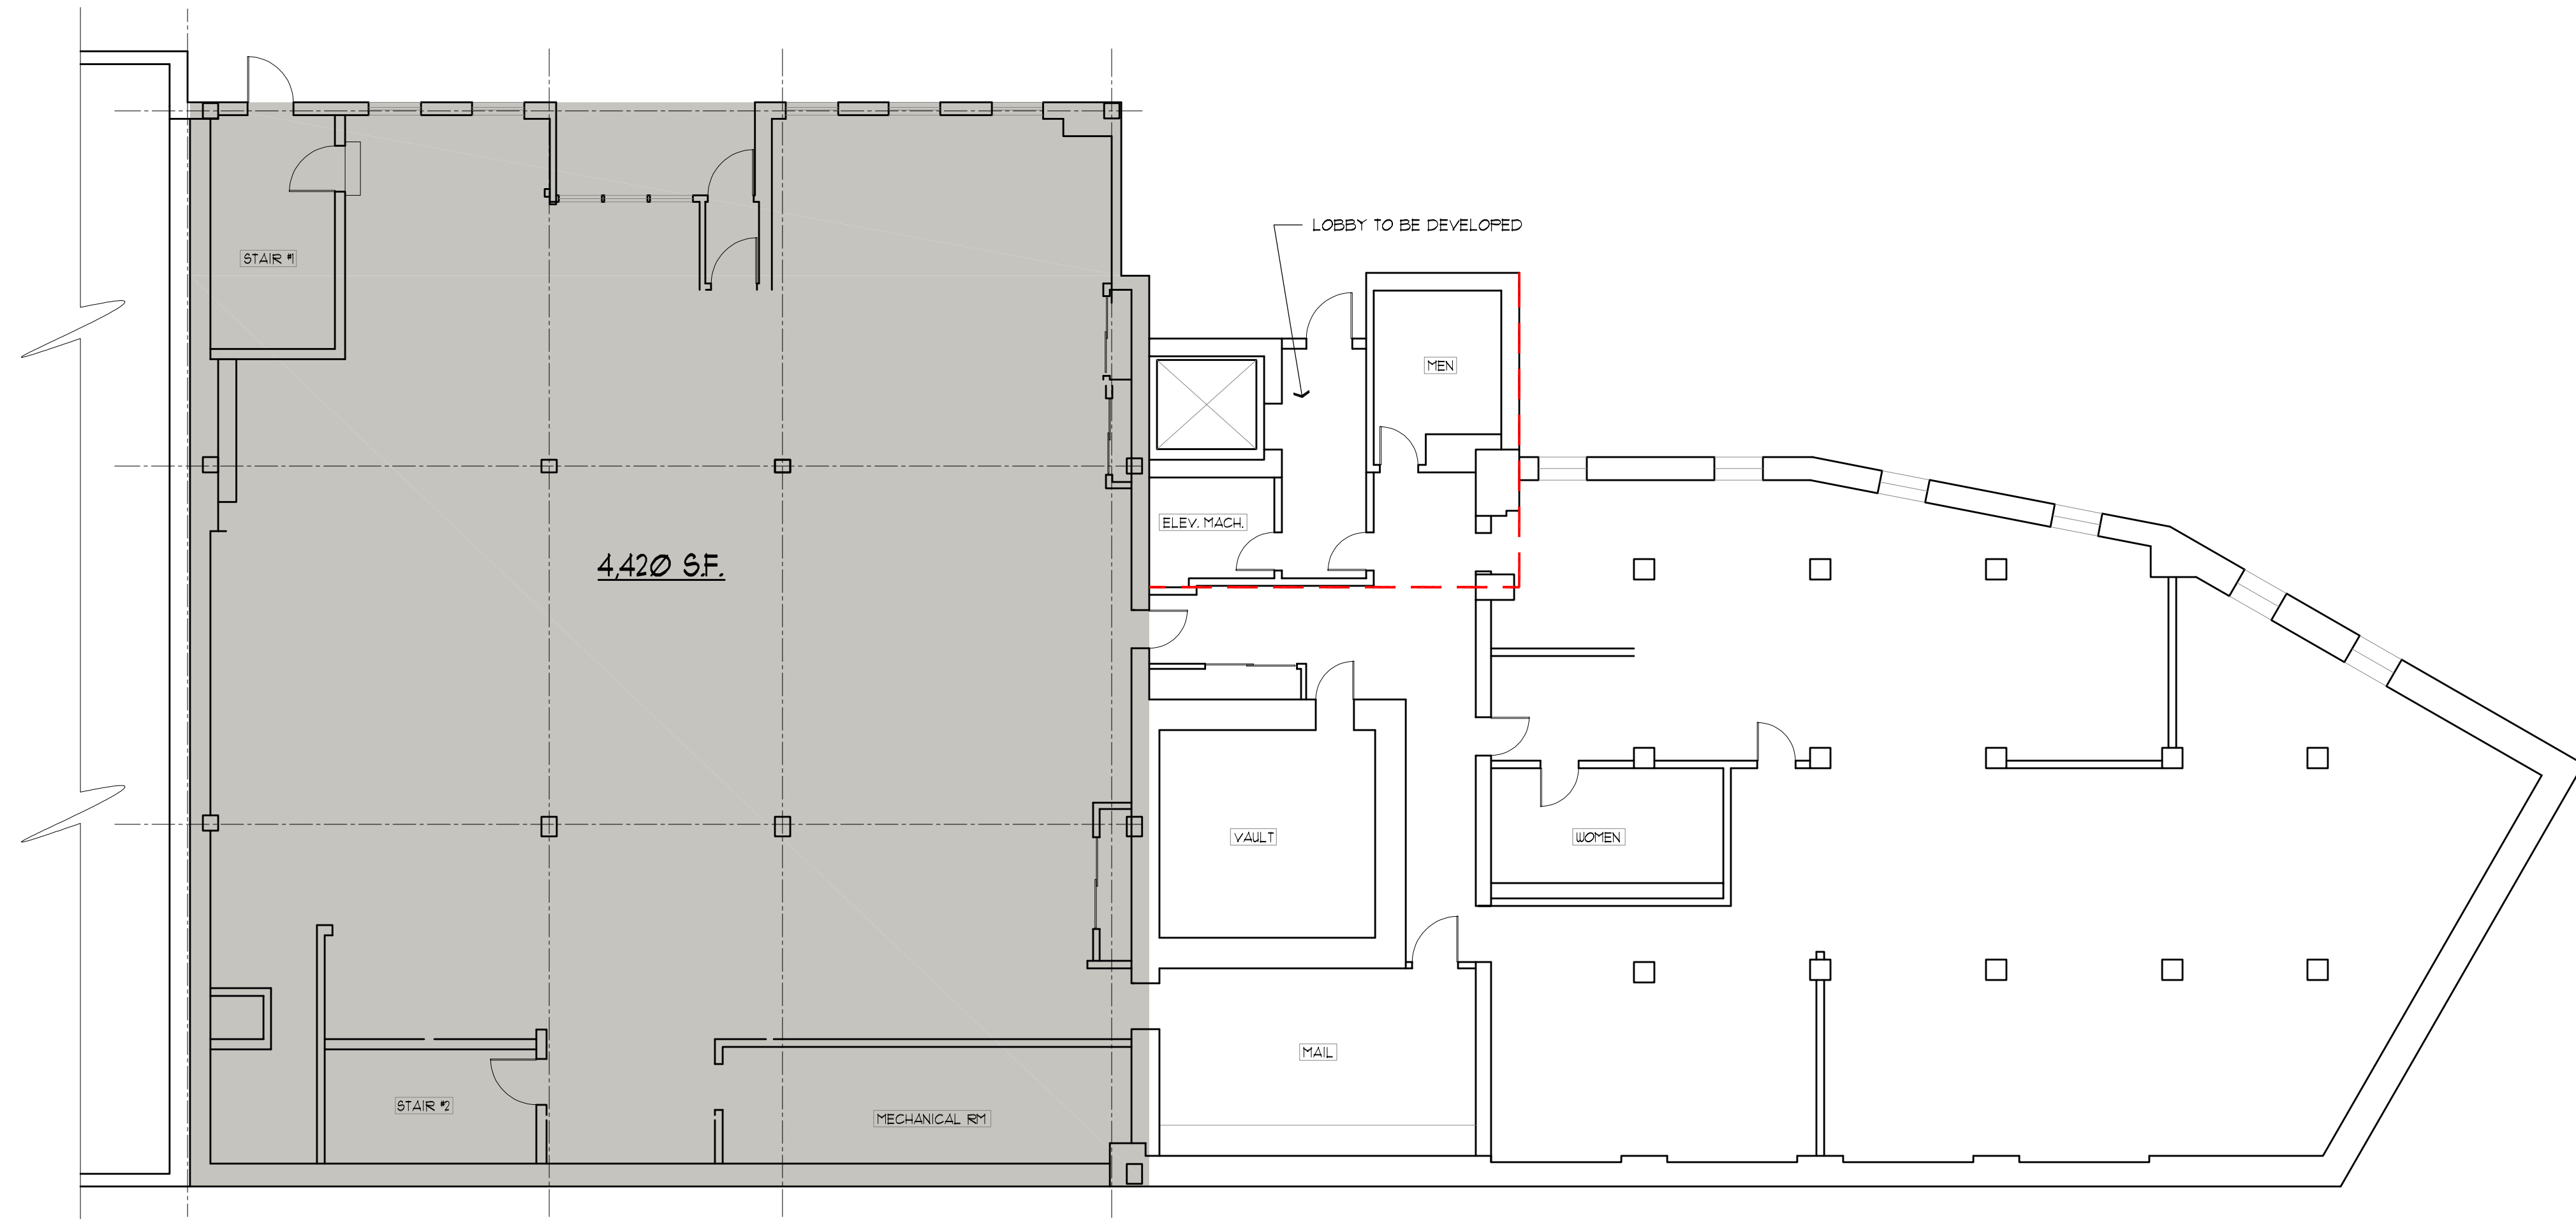 LOBBY TO BE DEVELOPED
STAIR #1
MEN
ELEV. MACH.
4,420 S.F.
VAULT
WOMEN
MAIL
STAIR #2
MECHANICAL RM